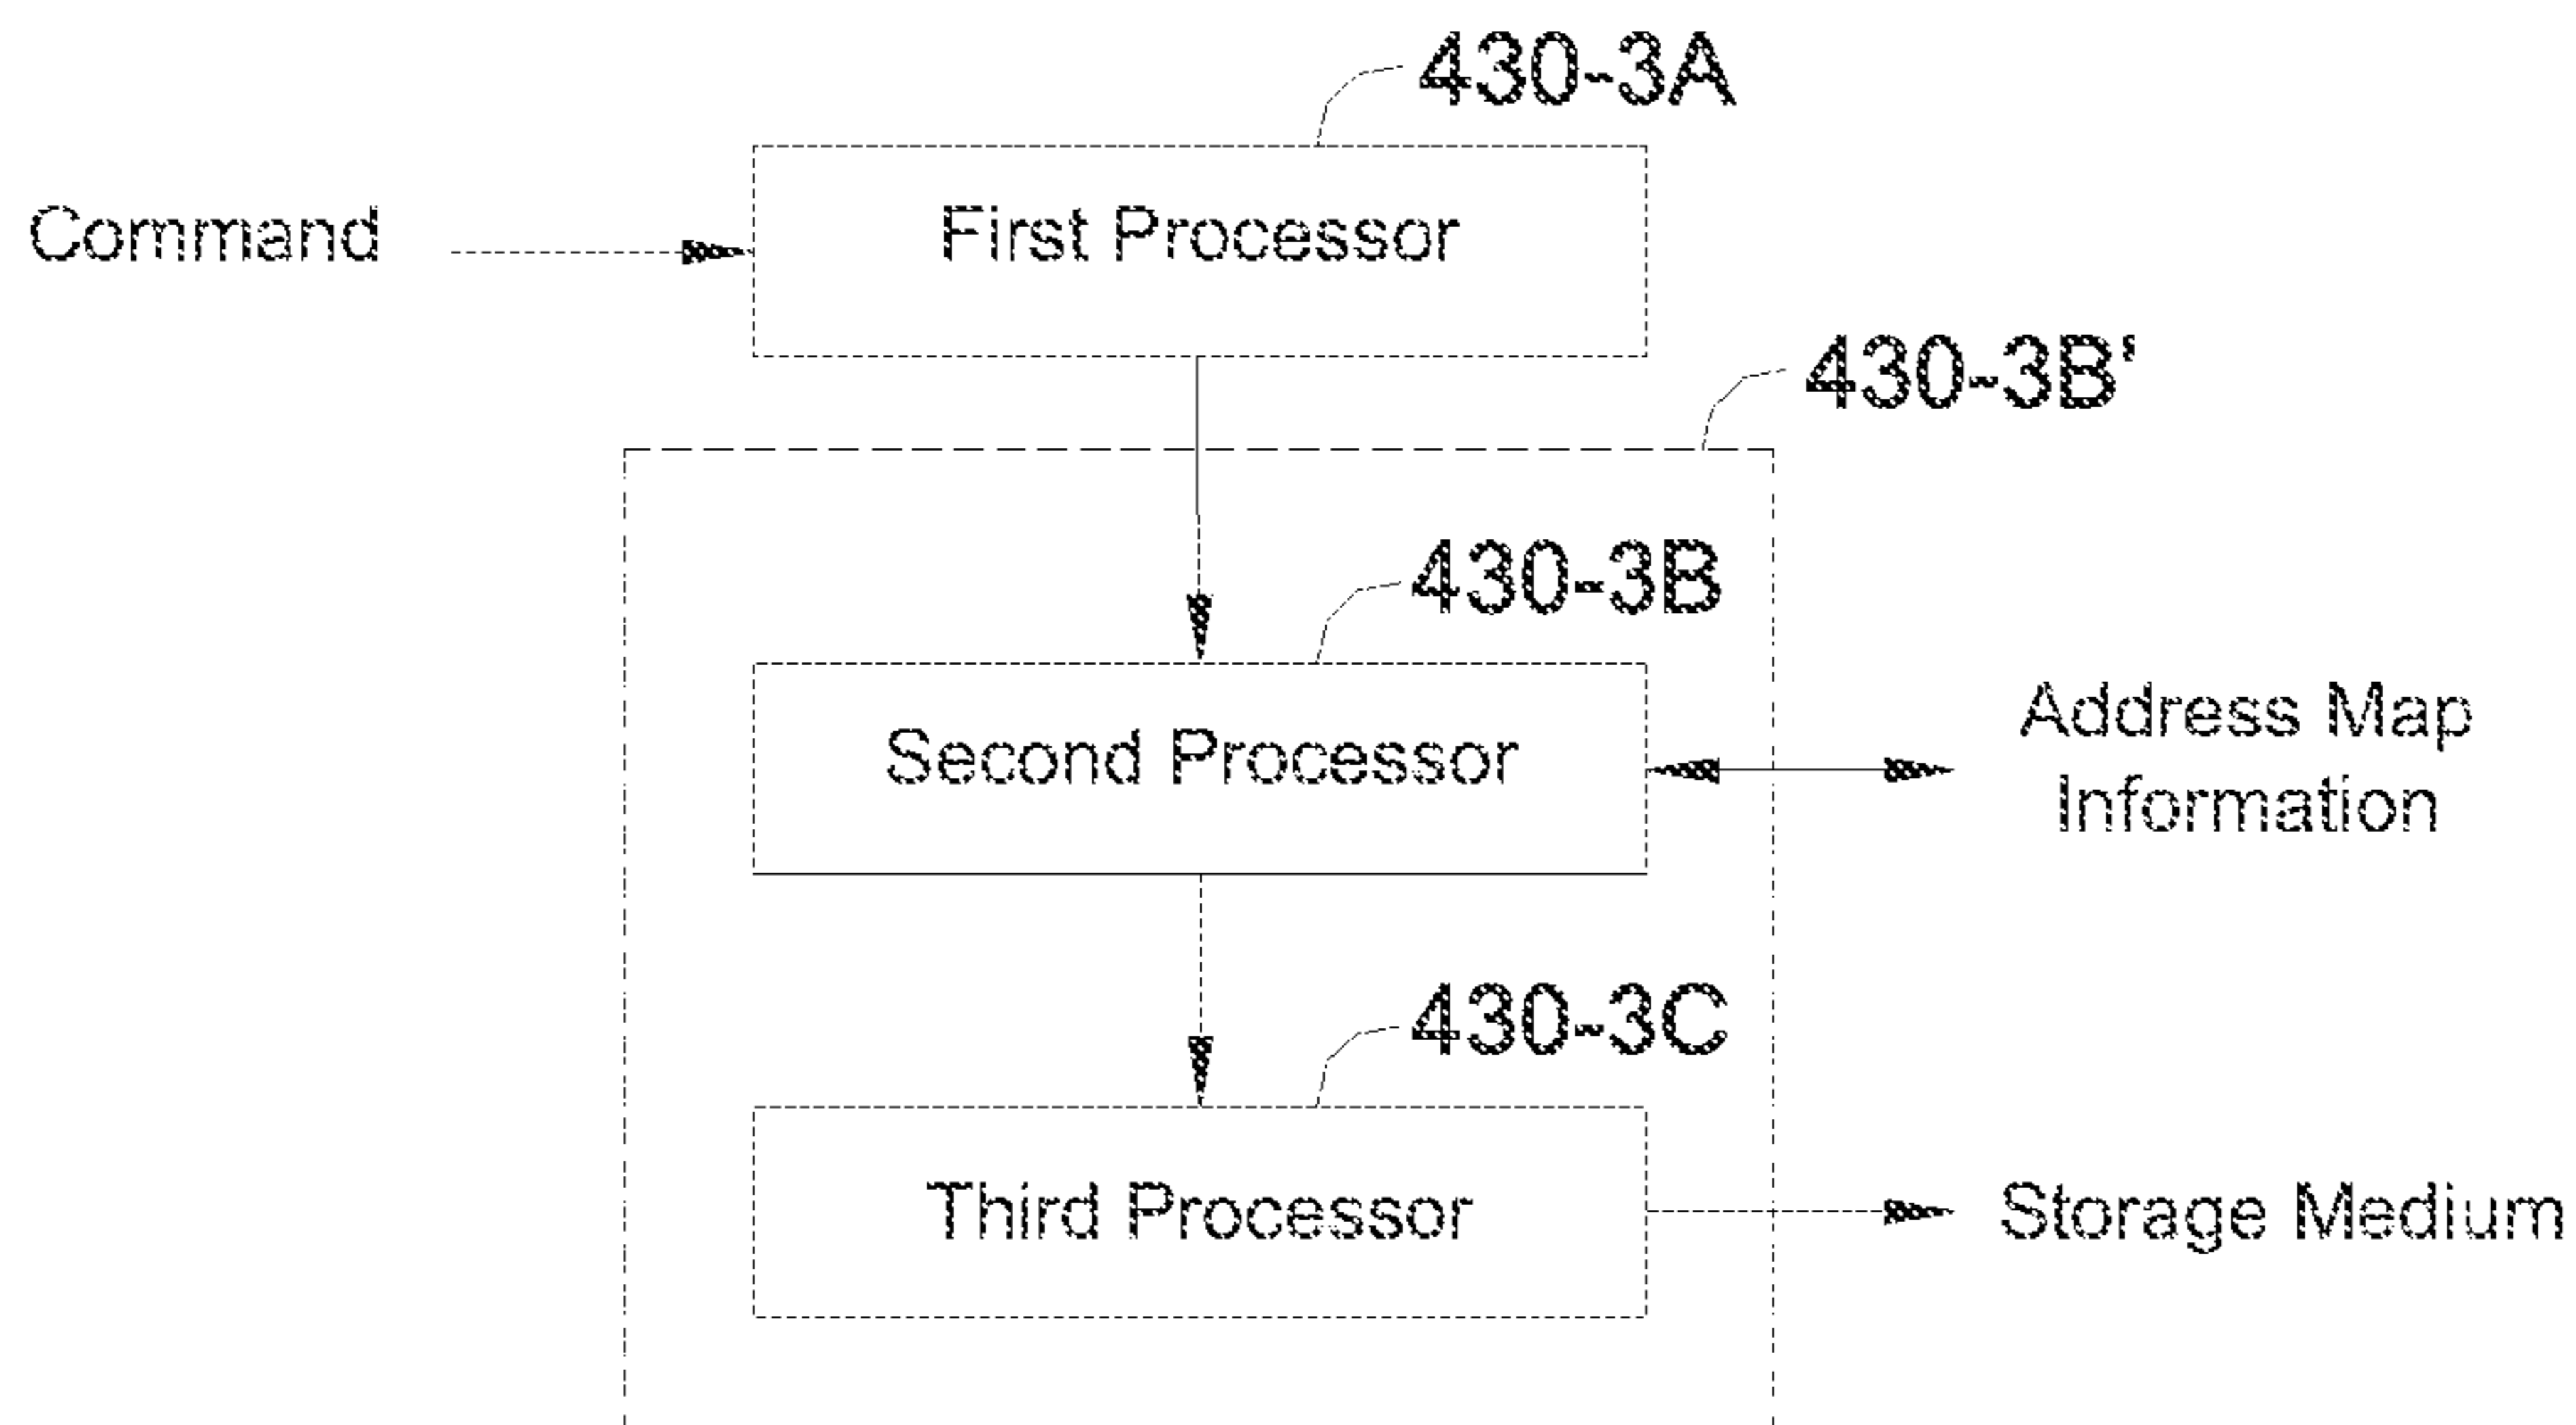 430-3A
Command
First Processor
430-3B'
430-3B
Second Processor
Address Map
Information
430-3C
Third Processor
Storage Medium